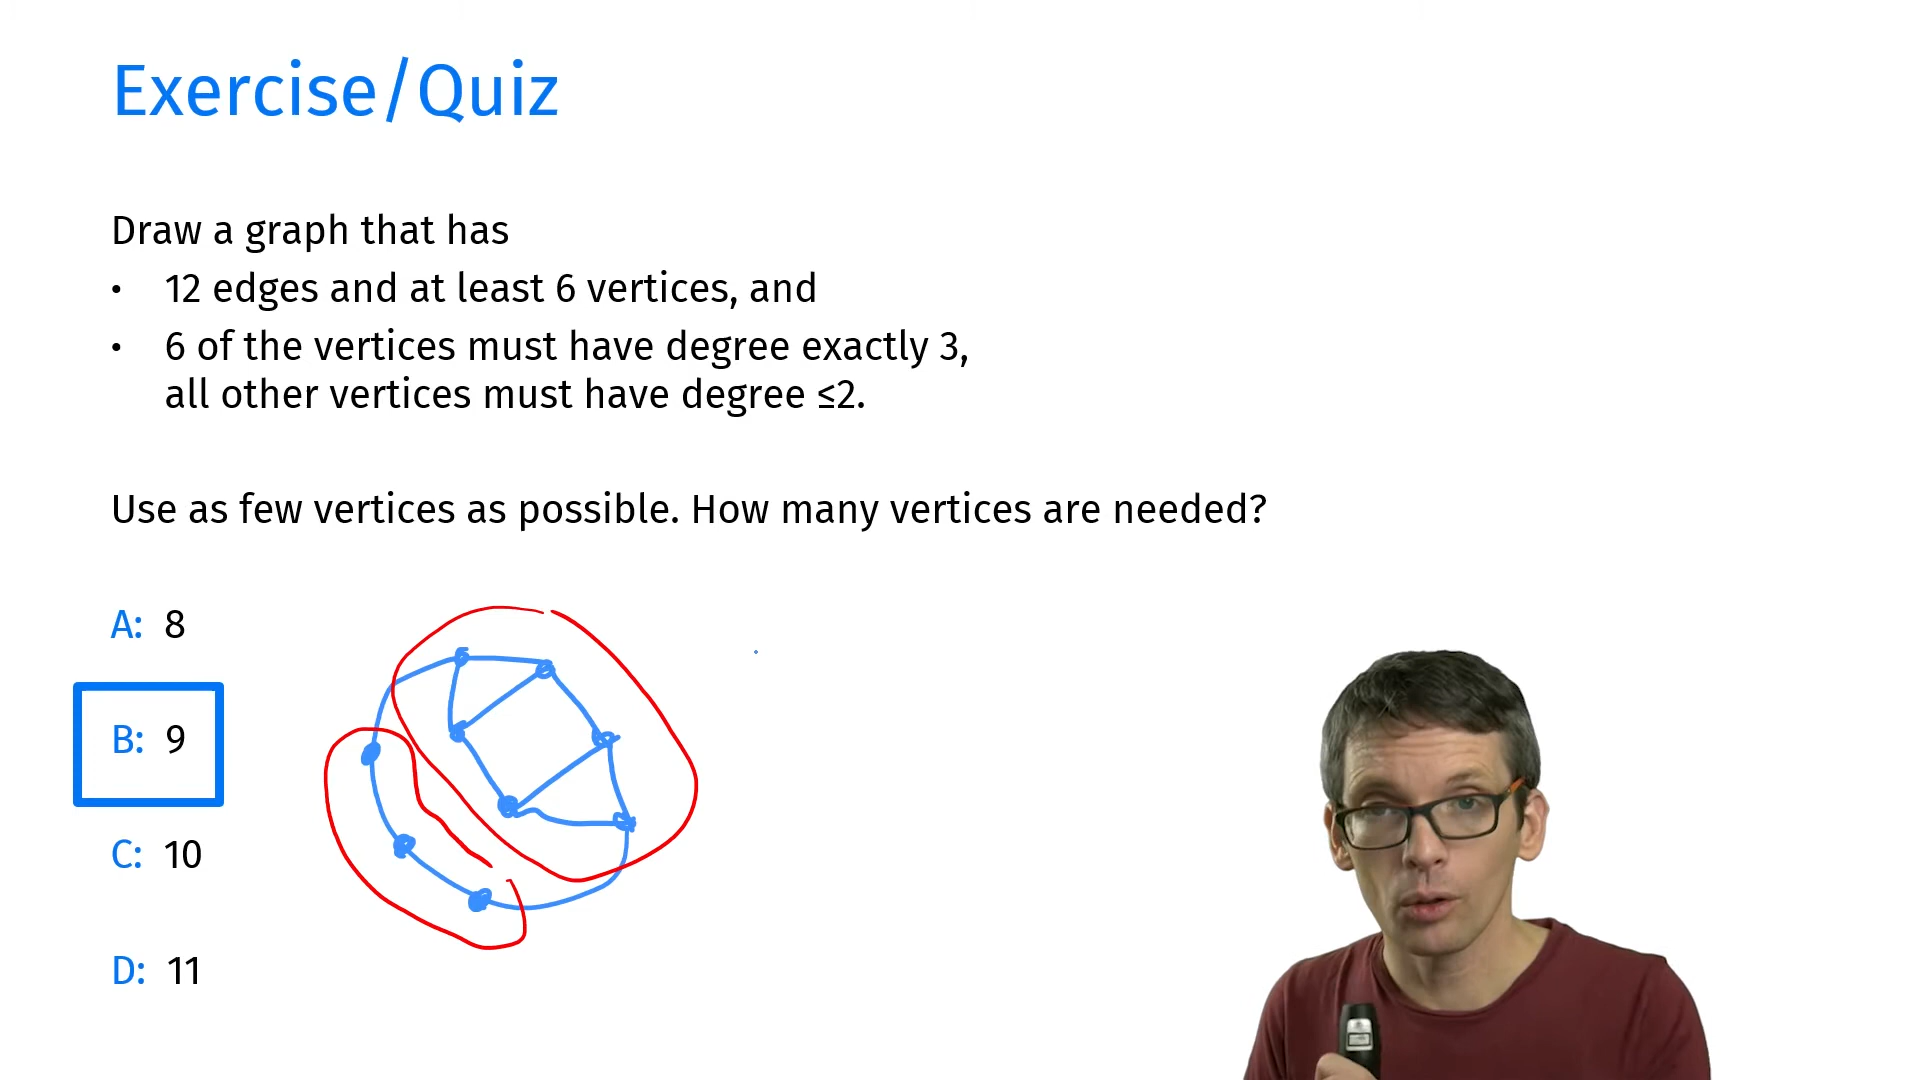 Exercise/Quiz
Draw a graph that has
• 12 edges and at least 6 vertices, and
• 6 of the vertices must have degree exactly 3,
all other vertices must have degree ≤2.
Use as few vertices as possible. How many vertices are needed?
A: 8
B: 9
C: 10
D: 11